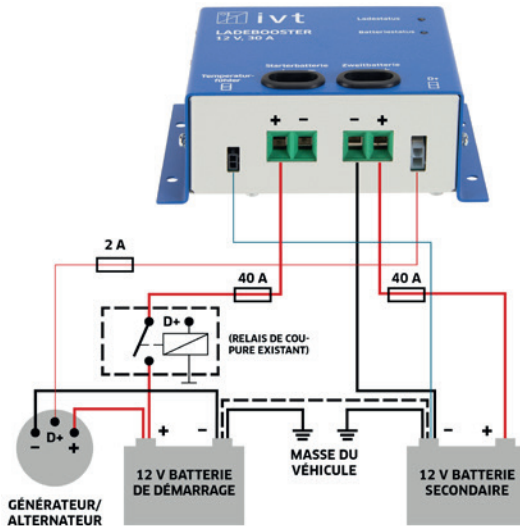 ivt
LADEBOOSTER
12 V, 30 A
Ladestatus
Batteriestatus
Starterbatterie
Zweitbatterie
Temperatur-
fühler
D+
+ -
- +
2 A
40 A
40 A
D+
(RELAIS DE COU-
PURE EXISTANT)
- D+ +
+ -
- +
12 V BATTERIE
DE DÉMARRAGE
MASSE DU
VÉHICULE
12 V BATTERIE
SECONDAIRE
GÉNÉRATEUR/
ALTERNATEUR